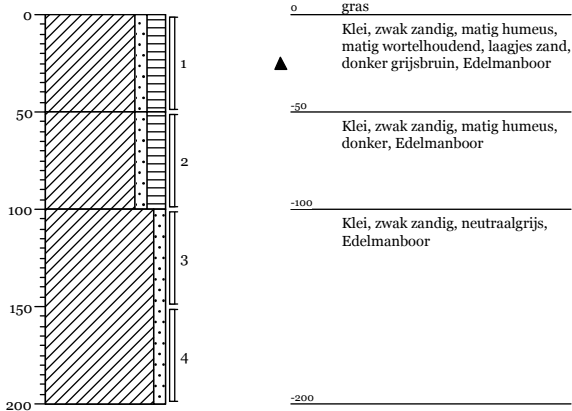 0
50
100
150
200
1
2
3
4
0
gras
Klei, zwak zandig, matig humeus,
matig wortelhoudend, laagjes zand,
donker grijsbruin, Edelmanboor
-50
Klei, zwak zandig, matig humeus,
donker, Edelmanboor
-100
Klei, zwak zandig, neutraalgrijs,
Edelmanboor
-200